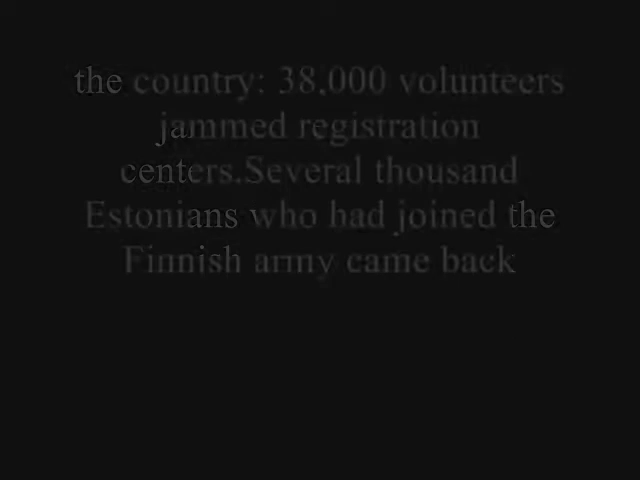 the country: 38,000 volunteers
jammed registration
centers.Several thousand
Estonians who had joined the
Finnish army came back